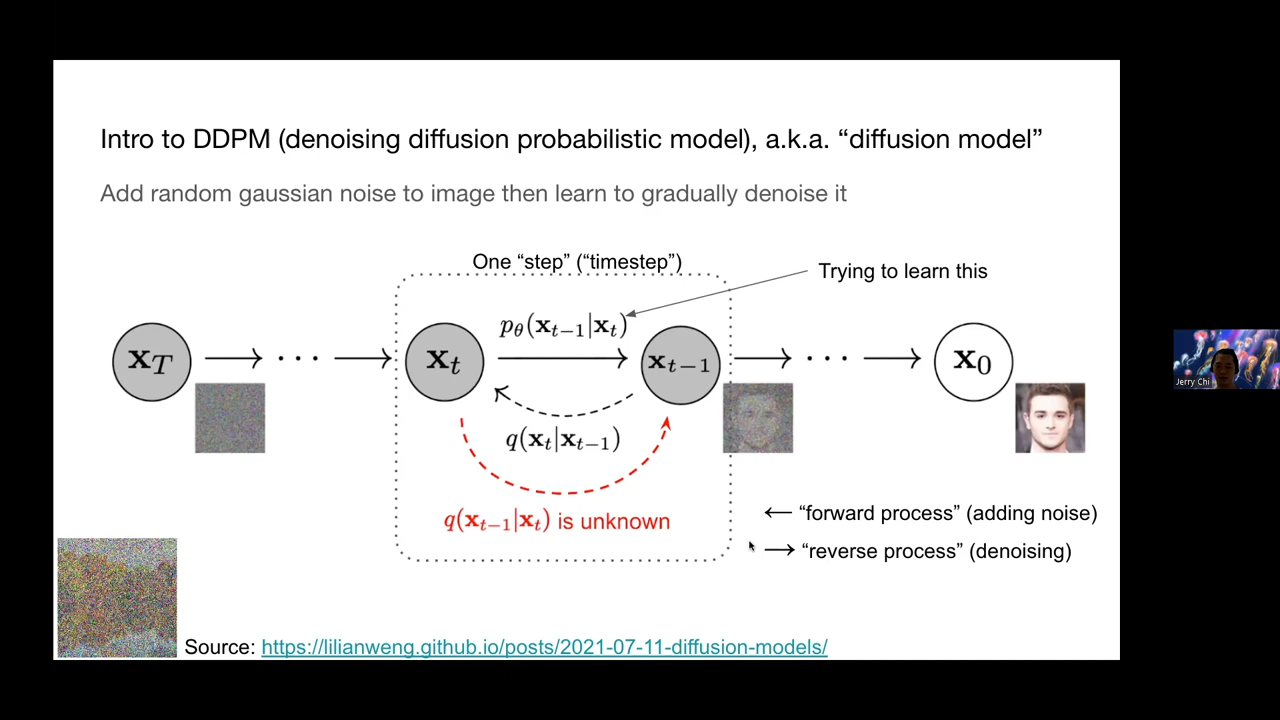 Intro to DDPM (denoising diffusion probabilistic model), a.k.a. “diffusion model”
Add random gaussian noise to image then learn to gradually denoise it
One “step” (“timestep”)
Trying to learn this
p_θ(x_{t−1}|x_t)
x_T → ··· → x_t → x_{t−1} → ··· → x_0
q(x_t|x_{t−1})
q(x_{t−1}|x_t) is unknown
← “forward process” (adding noise)
→ “reverse process” (denoising)
Source: https://lilianweng.github.io/posts/2021-07-11-diffusion-models/
Jerry Chi